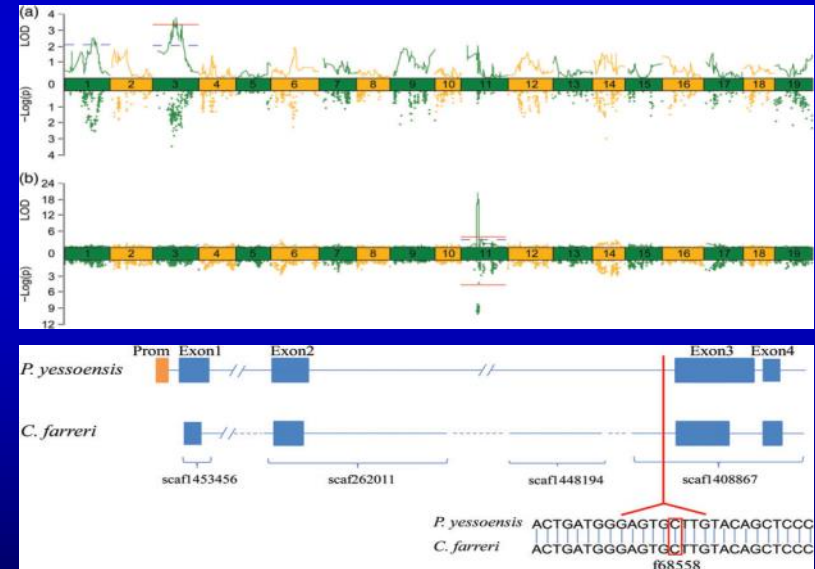 (a)
4
3
2
1
0
1
2
3
4
LOD
-Log(p)
1 2 3 4 5 6 7 8 9 10 11 12 13 14 15 16 17 18 19
(b)
24
18
12
6
0
3
6
9
12
LOD
-Log(p)
1 2 3 4 5 6 7 8 9 10 11 12 13 14 15 16 17 18 19
Prom Exon1 Exon2 Exon3 Exon4
P. yessoensis
C. farreri
scaf1453456 scaf262011 scaf1448194 scaf1408867
P. yessoensis ACTGATGGGAGTGCTTGTACAGCTCCC
C. farreri ACTGATGGGAGTGCTTGTACAGCTCCC
f68558